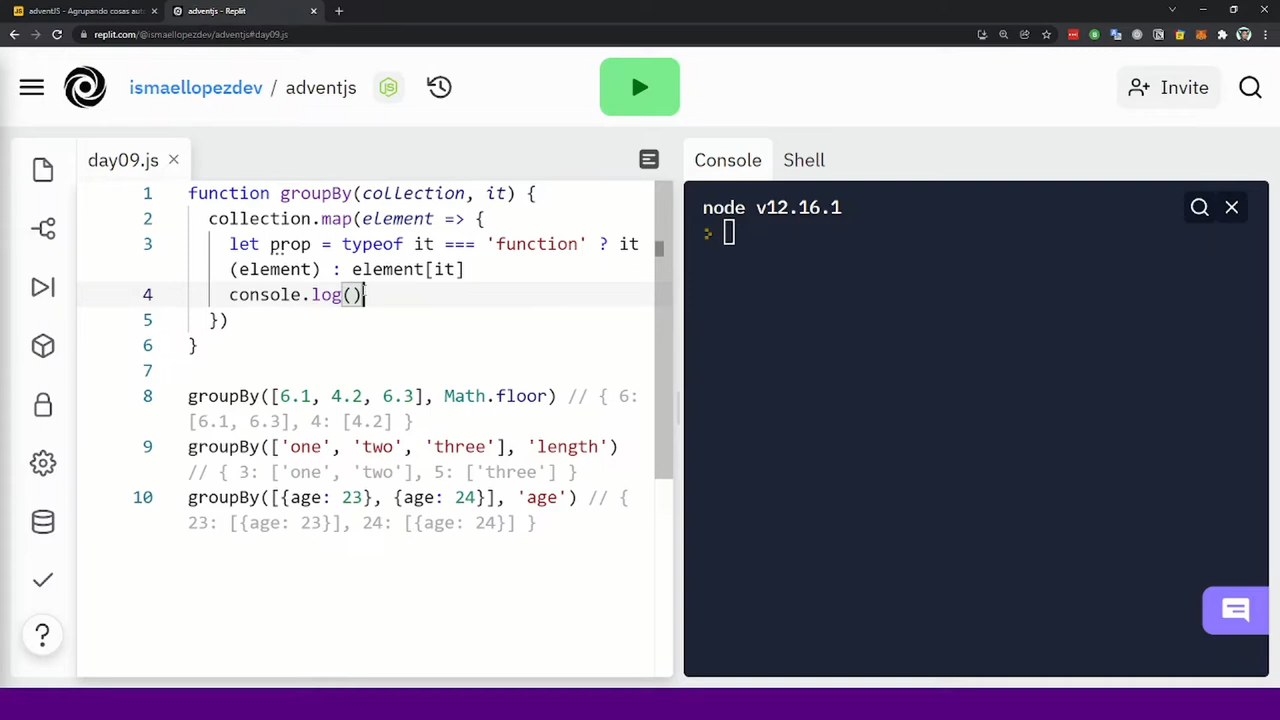 adventJS - Agrupando cosas aut
adventjs - Replit
replit.com/@ismaellopezdev/adventjs#day09.js
ismaellopezdev / adventjs
Invite
day09.js
Console
Shell
1 function groupBy(collection, it) {
2 collection.map(element => {
3 let prop = typeof it === 'function' ? it
(element) : element[it]
4 console.log()
5 })
6 }
7
8 groupBy([6.1, 4.2, 6.3], Math.floor) // { 6:
[6.1, 6.3], 4: [4.2] }
9 groupBy(['one', 'two', 'three'], 'length')
// { 3: ['one', 'two'], 5: ['three'] }
10 groupBy([{age: 23}, {age: 24}], 'age') // {
23: [{age: 23}], 24: [{age: 24}] }
node v12.16.1
>
?